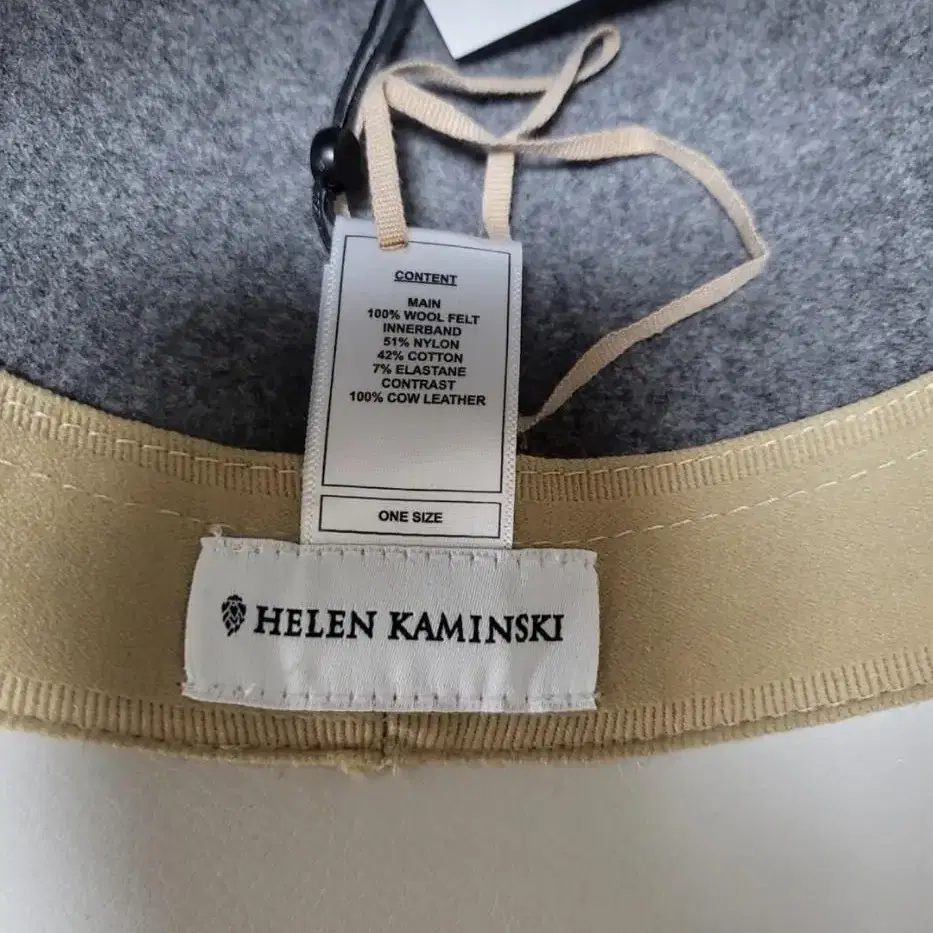 CONTENT
MAIN
100% WOOL FELT
INNERBAND
51% NYLON
42% COTTON
7% ELASTANE
CONTRAST
100% COW LEATHER
ONE SIZE
HELEN KAMINSKI